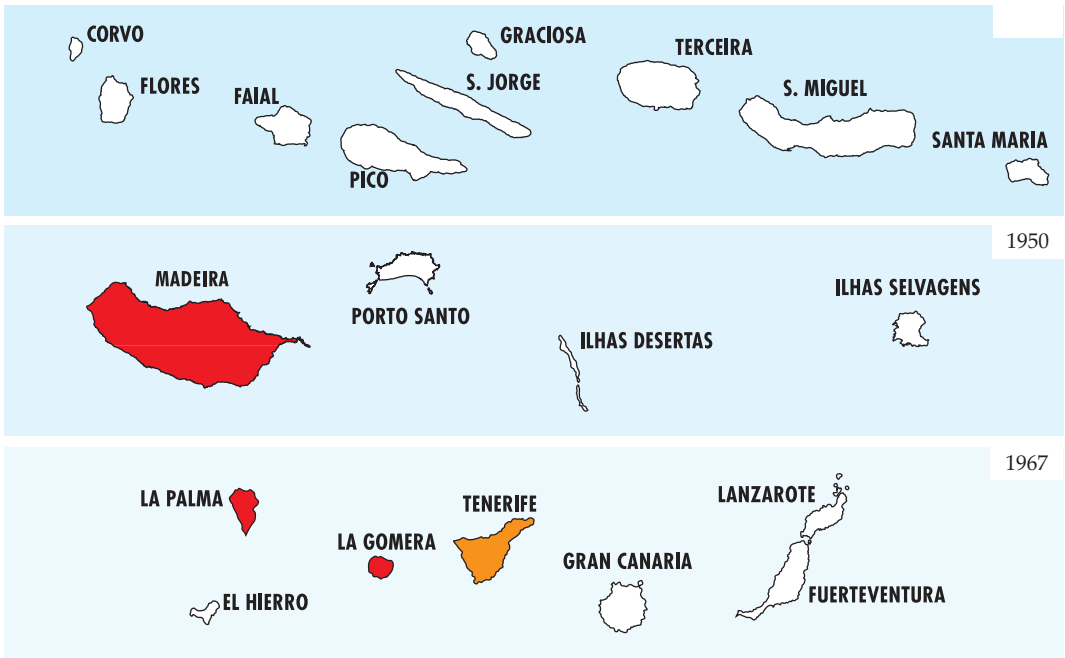 CORVO
FLORES
FAIAL
PICO
GRACIOSA
S. JORGE
TERCEIRA
S. MIGUEL
SANTA MARIA
1950
MADEIRA
PORTO SANTO
ILHAS DESERTAS
ILHAS SELVAGENS
1967
LA PALMA
EL HIERRO
LA GOMERA
TENERIFE
GRAN CANARIA
LANZAROTE
FUERTEVENTURA